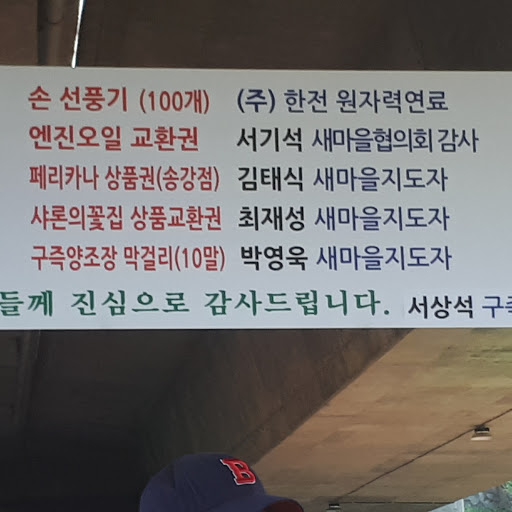 손 선풍기 (100개) (주) 한전 원자력연료
엔진오일 교환권 서기석 새마을협의회 감사
페리카나 상품권(송강점) 김태식 새마을지도자
샤론의꽃집 상품교환권 최재성 새마을지도자
구즉양조장 막걸리(10말) 박영욱 새마을지도자
들께 진심으로 감사드립니다. 서상석 구즉
B